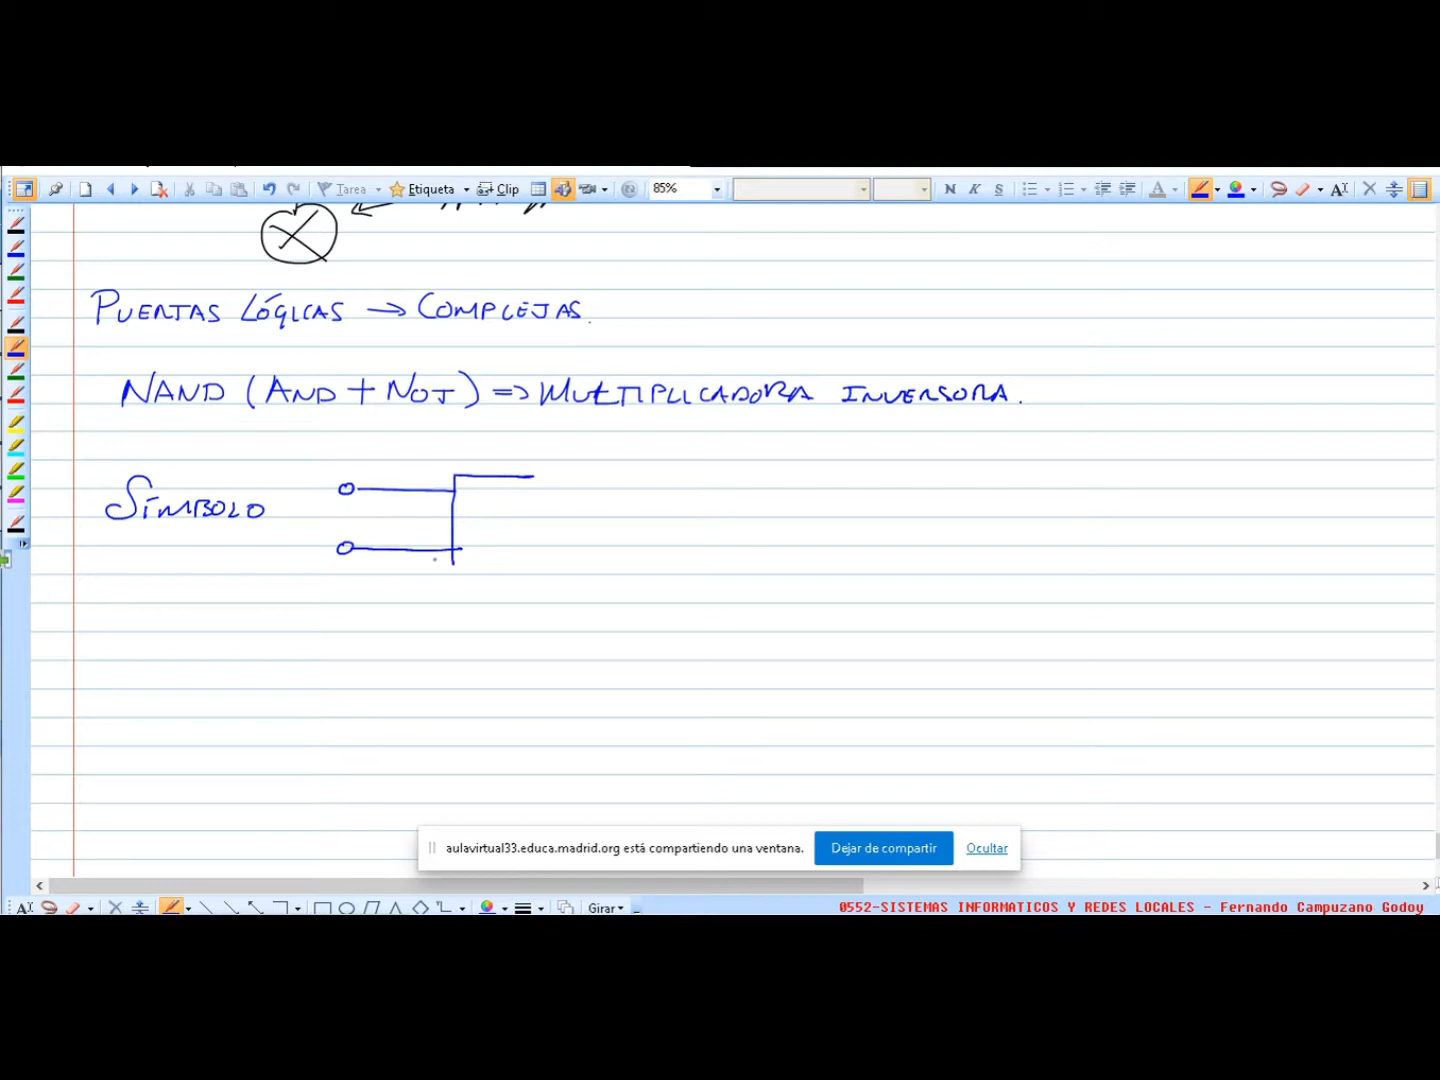 Tarea Etiqueta Clip 85% N K S A
PUERTAS LÓGICAS → COMPLEJAS.
NAND (AND + NOT) => MULTIPLICADORA INVERSORA.
SÍMBOLO
aulavirtual33.educa.madrid.org está compartiendo una ventana. Dejar de compartir Ocultar
Girar
0552-SISTEMAS INFORMATICOS Y REDES LOCALES - Fernando Campuzano Godoy